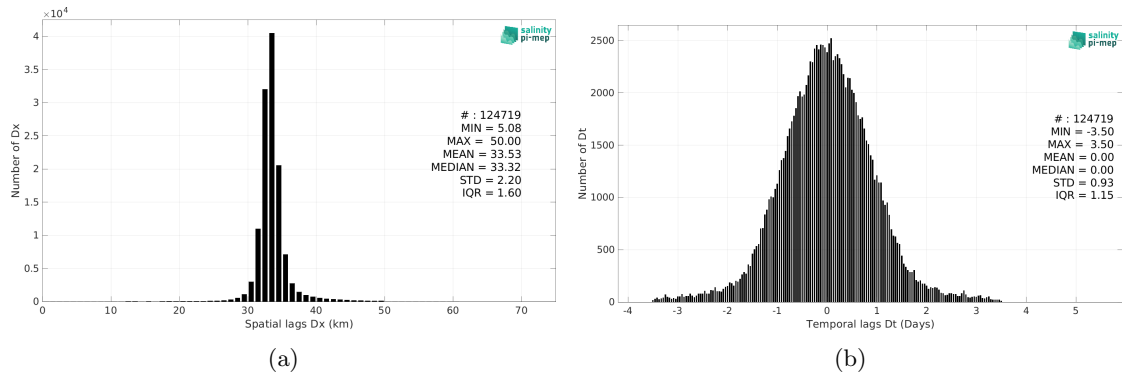 ×10⁴
4
3.5
3
2.5
2
1.5
1
0.5
0
Number of Dx
0 10 20 30 40 50 60 70
Spatial lags Dx (km)
salinity
pi-mep
# : 124719
MIN = 5.08
MAX = 50.00
MEAN = 33.53
MEDIAN = 33.32
STD = 2.20
IQR = 1.60
(a)
2500
2000
1500
1000
500
0
Number of Dt
-4 -3 -2 -1 0 1 2 3 4 5
Temporal lags Dt (Days)
salinity
pi-mep
# : 124719
MIN = -3.50
MAX = 3.50
MEAN = 0.00
MEDIAN = 0.00
STD = 0.93
IQR = 1.15
(b)